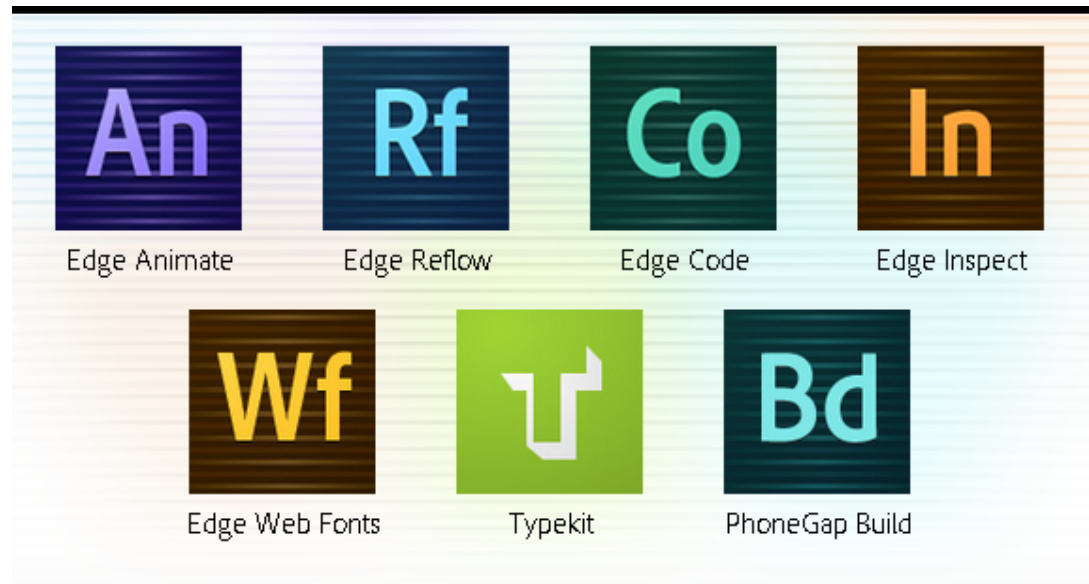 An Rf Co In
Edge Animate Edge Reflow Edge Code Edge Inspect
Wf Bd
Edge Web Fonts Typekit PhoneGap Build